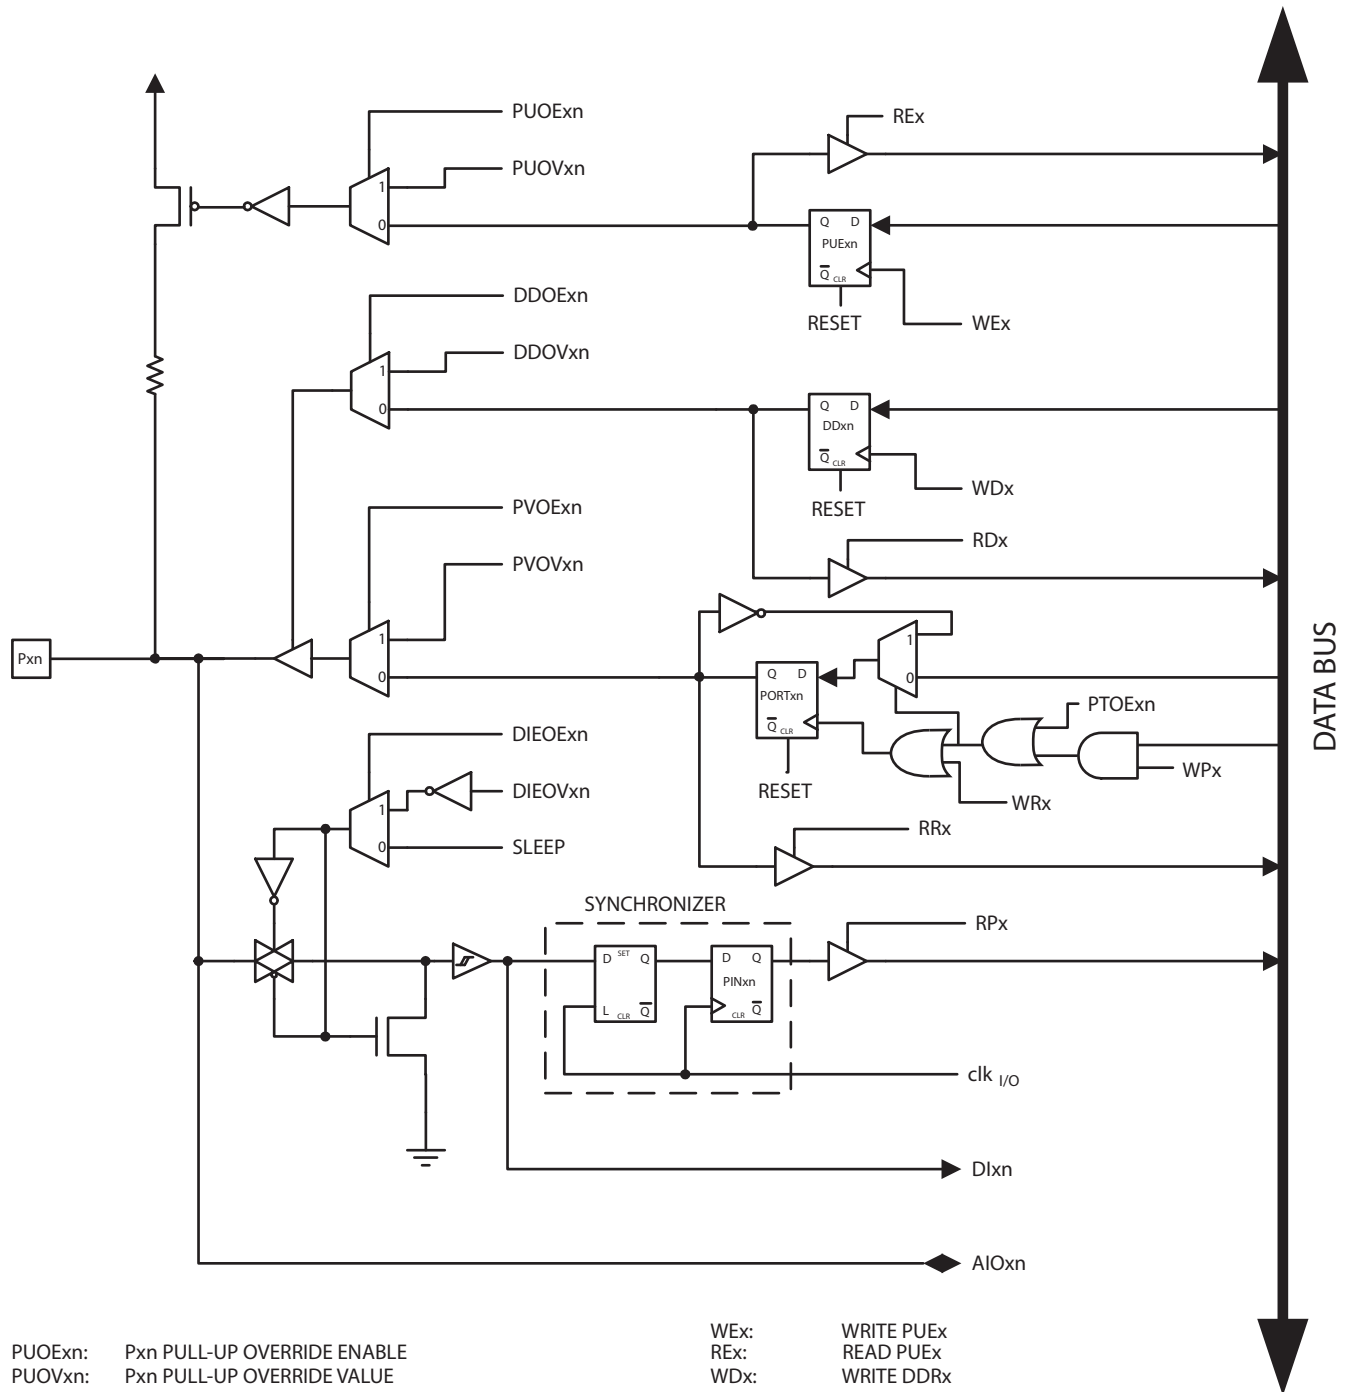 PUOExn
REx
PUOVxn
1
0
Q D
PUExn
Q CLR
RESET
WEx
DDOExn
DDOVxn
1
0
Q D
DDxn
Q CLR
RESET
WDx
PVOExn
RDx
PVOVxn
1
0
Pxn
1
0
Q D
PORTxn
Q CLR
RESET
PTOExn
WPx
WRx
DATA BUS
DIEOExn
DIEOVxn
1
0
SLEEP
RRx
SYNCHRONIZER
RPx
D SET Q
L CLR Q
D Q
PINxn
CLR Q
clk I/O
DIxn
AIOxn
PUOExn: Pxn PULL-UP OVERRIDE ENABLE
PUOVxn: Pxn PULL-UP OVERRIDE VALUE
WEx: WRITE PUEx
REx: READ PUEx
WDx: WRITE DDRx